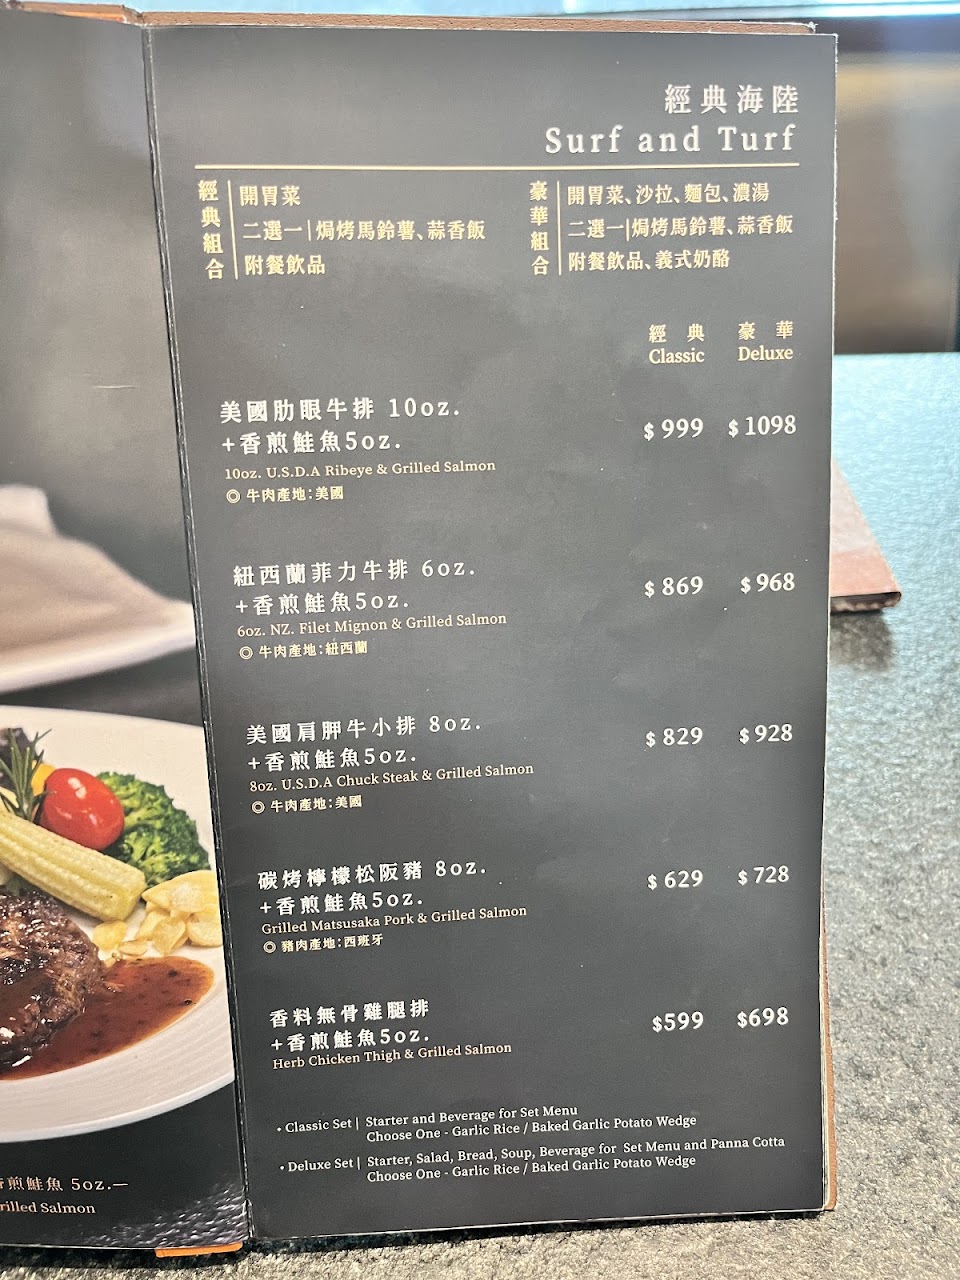 經典海陸
Surf and Turf
經典組合
開胃菜
二選一|焗烤馬鈴薯、蒜香飯
附餐飲品
豪華組合
開胃菜、沙拉、麵包、濃湯
二選一|焗烤馬鈴薯、蒜香飯
附餐飲品、義式奶酪
經典 豪華
Classic Deluxe
美國肋眼牛排 10oz.
+香煎鮭魚5oz.
$999 $1098
10oz. U.S.D.A Ribeye & Grilled Salmon
◎ 牛肉產地:美國
紐西蘭菲力牛排 6oz.
+香煎鮭魚5oz.
$869 $968
6oz. NZ. Filet Mignon & Grilled Salmon
◎ 牛肉產地:紐西蘭
美國肩胛牛小排 8oz.
+香煎鮭魚5oz.
$829 $928
8oz. U.S.D.A Chuck Steak & Grilled Salmon
◎ 牛肉產地:美國
碳烤檸檬松阪豬 8oz.
+香煎鮭魚5oz.
$629 $728
Grilled Matsusaka Pork & Grilled Salmon
◎ 豬肉產地:西班牙
香料無骨雞腿排
+香煎鮭魚5oz.
$599 $698
Herb Chicken Thigh & Grilled Salmon
• Classic Set | Starter and Beverage for Set Menu
Choose One - Garlic Rice / Baked Garlic Potato Wedge
• Deluxe Set | Starter, Salad, Bread, Soup, Beverage for Set Menu and Panna Cotta
Choose One - Garlic Rice / Baked Garlic Potato Wedge
煎鮭魚 5oz.—
rilled Salmon